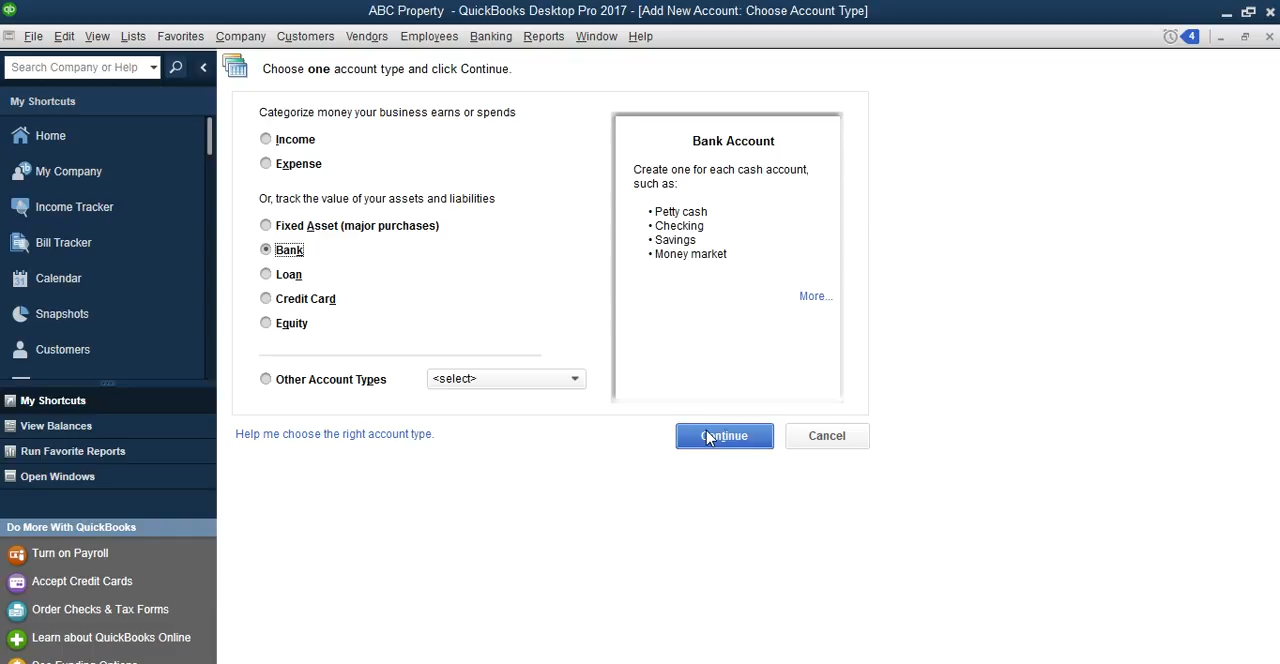 ABC Property - QuickBooks Desktop Pro 2017 - [Add New Account: Choose Account Type]
File Edit View Lists Favorites Company Customers Vendors Employees Banking Reports Window Help
4
Search Company or Help
Choose one account type and click Continue.
My Shortcuts
Home
My Company
Income Tracker
Bill Tracker
Calendar
31
Snapshots
Customers
My Shortcuts
View Balances
Run Favorite Reports
Open Windows
Do More With QuickBooks
Turn on Payroll
Accept Credit Cards
Order Checks & Tax Forms
Learn about QuickBooks Online
Categorize money your business earns or spends
Income
Expense
Or, track the value of your assets and liabilities
Fixed Asset (major purchases)
Bank
Loan
Credit Card
Equity
Other Account Types
<select>
Bank Account
Create one for each cash account,
such as:
• Petty cash
• Checking
• Savings
• Money market
More...
Help me choose the right account type.
Continue
Cancel